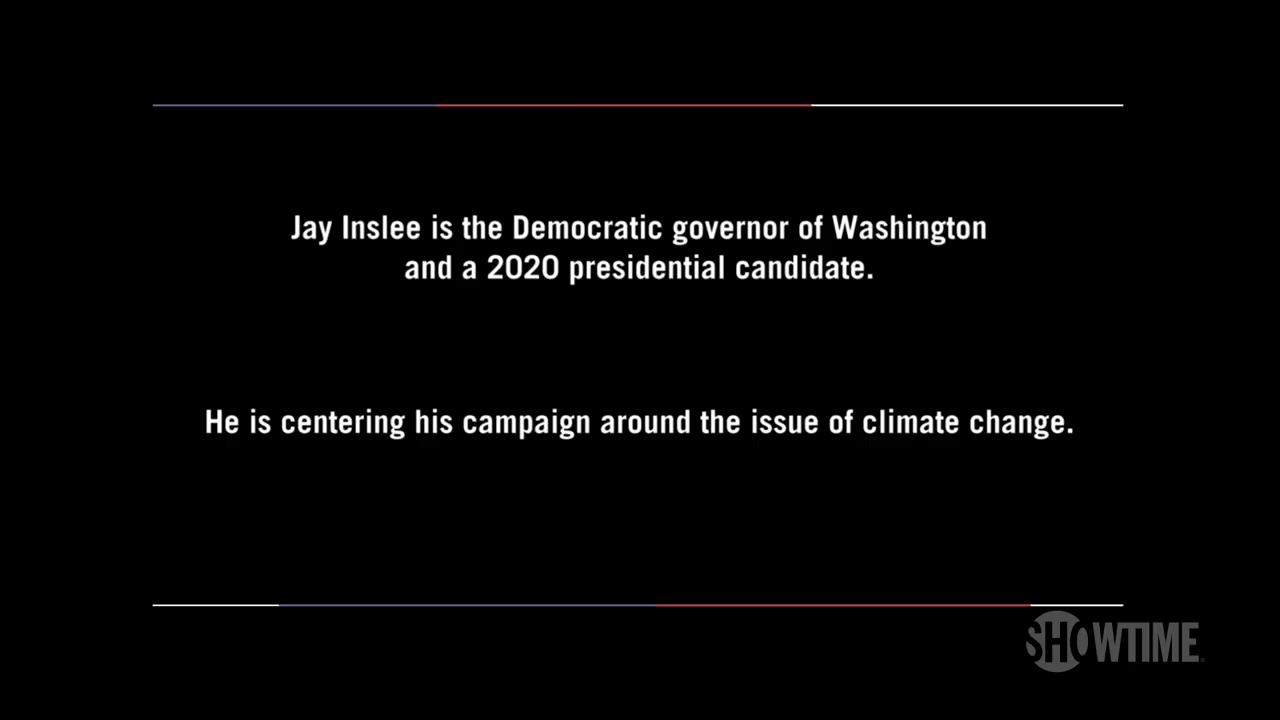 Jay Inslee is the Democratic governor of Washington
and a 2020 presidential candidate.
He is centering his campaign around the issue of climate change.
SHOWTIME